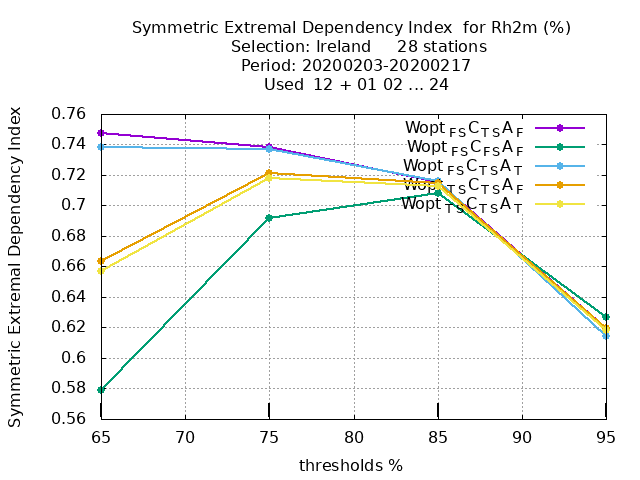 Symmetric Extremal Dependency Index for Rh2m (%)
Selection: Ireland 28 stations
Period: 20200203-20200217
Used 12 + 01 02 ... 24
Symmetric Extremal Dependency Index
0.76
0.74
0.72
0.7
0.68
0.66
0.64
0.62
0.6
0.58
0.56
Wopt FS C TS A F
Wopt FS C FS A F
Wopt FS C TS A T
Wopt TS C TS A F
Wopt TS C TS A T
65 70 75 80 85 90 95
thresholds %